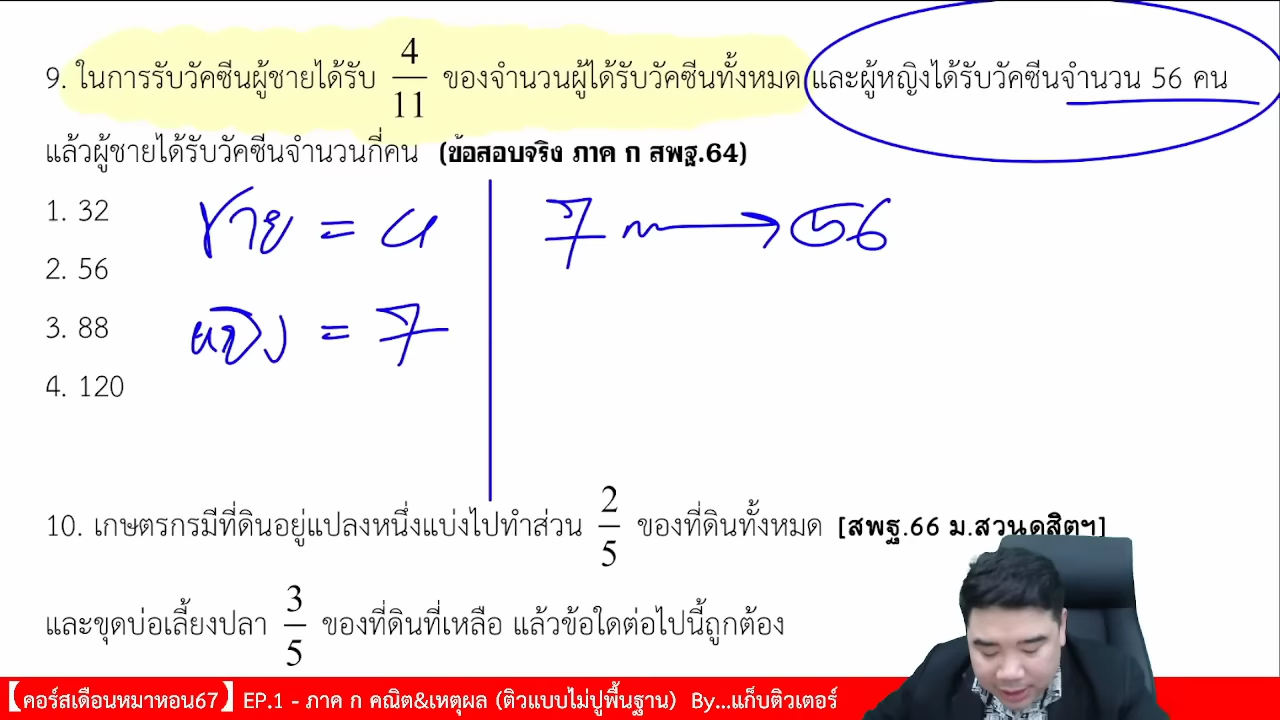 9. ในการรับวัคซีนผู้ชายได้รับ 4/11 ของจำนวนผู้ได้รับวัคซีนทั้งหมด และผู้หญิงได้รับวัคซีนจำนวน 56 คน
แล้วผู้ชายได้รับวัคซีนจำนวนกี่คน (ข้อสอบจริง ภาค ก สพฐ.64)
1. 32
2. 56
3. 88
4. 120
ชาย = 4
หญิง = 7
7 → 56
10. เกษตรกรมีที่ดินอยู่แปลงหนึ่งแบ่งไปทำส่วน 2/5 ของที่ดินทั้งหมด [สพฐ.66 ม.สวนดุสิตฯ]
และขุดบ่อเลี้ยงปลา 3/5 ของที่ดินที่เหลือ แล้วข้อใดต่อไปนี้ถูกต้อง
【คอร์สเดือนหมาหอน67】 EP.1 - ภาค ก คณิต&เหตุผล (ติวแบบไม่ปูพื้นฐาน) By...แก็บติวเตอร์